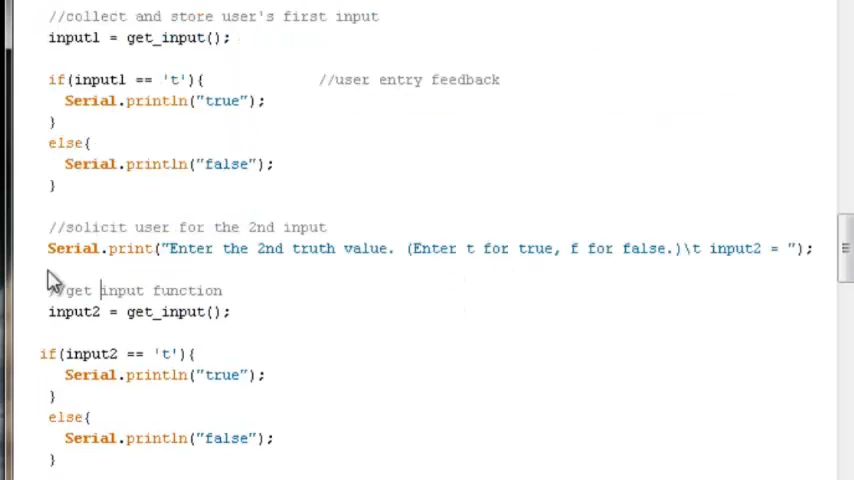 //collect and store user's first input
input1 = get_input();
if(input1 == 't'){ //user entry feedback
Serial.println("true");
}
else{
Serial.println("false");
}
//solicit user for the 2nd input
Serial.print("Enter the 2nd truth value. (Enter t for true, f for false.)\t input2 = ");
//get input function
input2 = get_input();
if(input2 == 't'){
Serial.println("true");
}
else{
Serial.println("false");
}